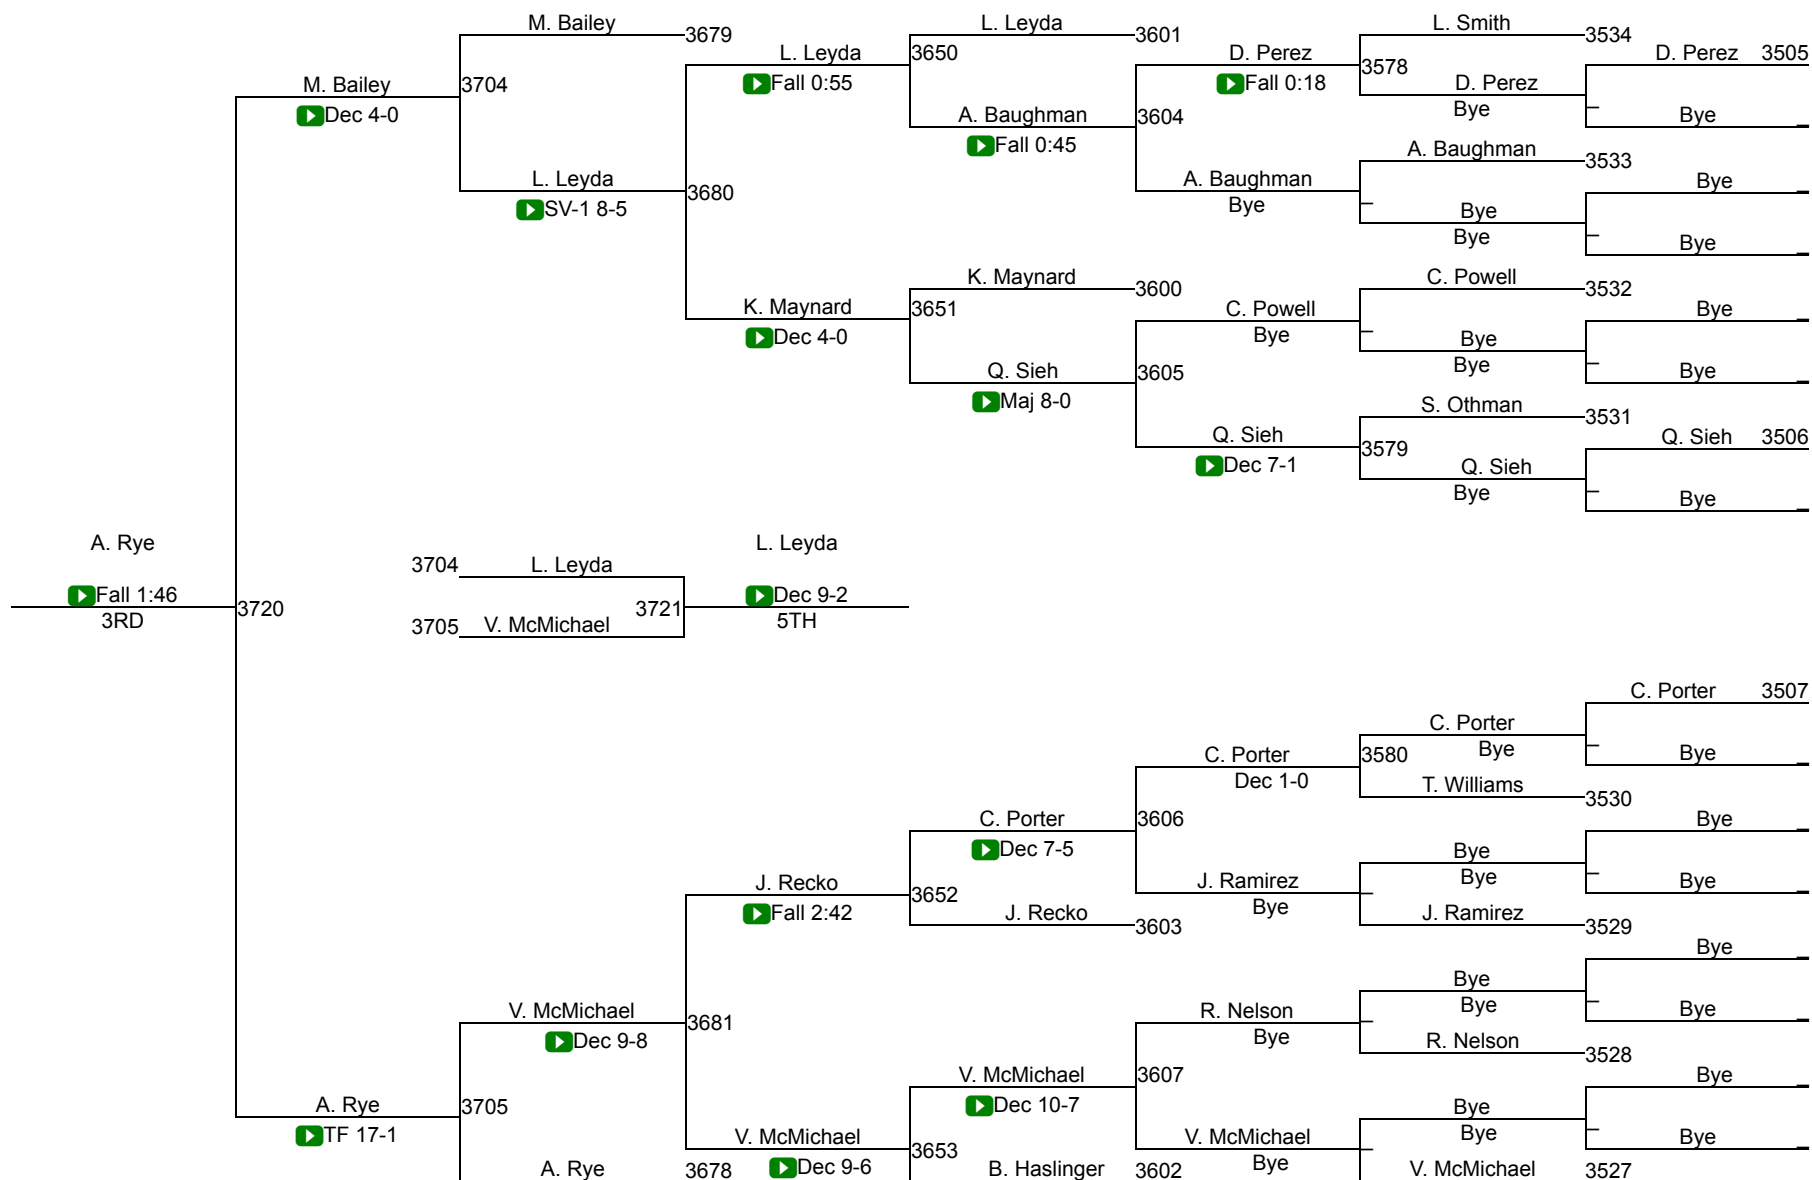 M. Bailey
3679
L. Leyda
3601
L. Smith
3534
L. Leyda
3650
D. Perez
D. Perez 3505
Fall 0:55
Fall 0:18
3578
M. Bailey
3704
D. Perez
Bye
Dec 4-0
A. Baughman
3604
Bye
Fall 0:45
A. Baughman
3533
L. Leyda
3680
A. Baughman
Bye
SV-1 8-5
Bye
Bye
Bye
Bye
K. Maynard
3600
C. Powell
3532
K. Maynard
3651
C. Powell
Bye
Dec 4-0
Bye
Bye
Bye
Q. Sieh
3605
Bye
Maj 8-0
S. Othman
3531
Q. Sieh
3579
Q. Sieh 3506
Dec 7-1
Q. Sieh
Bye
Bye
A. Rye
L. Leyda
3704
L. Leyda
Fall 1:46
3720
3721
Dec 9-2
3RD
5TH
3705
V. McMichael
C. Porter 3507
C. Porter
Bye
C. Porter
3580
Bye
Dec 1-0
T. Williams
3530
C. Porter
3606
Bye
Dec 7-5
Bye
Bye
J. Recko
3652
J. Ramirez
Bye
Bye
Fall 2:42
J. Recko
3603
J. Ramirez
3529
Bye
Bye
Bye
V. McMichael
3681
R. Nelson
Bye
Bye
Dec 9-8
R. Nelson
3528
V. McMichael
3607
Bye
A. Rye
3705
Dec 10-7
Bye
Bye
TF 17-1
V. McMichael
3653
V. McMichael
Bye
Bye
A. Rye
3678
Dec 9-6
B. Haslinger
3602
V. McMichael
3527